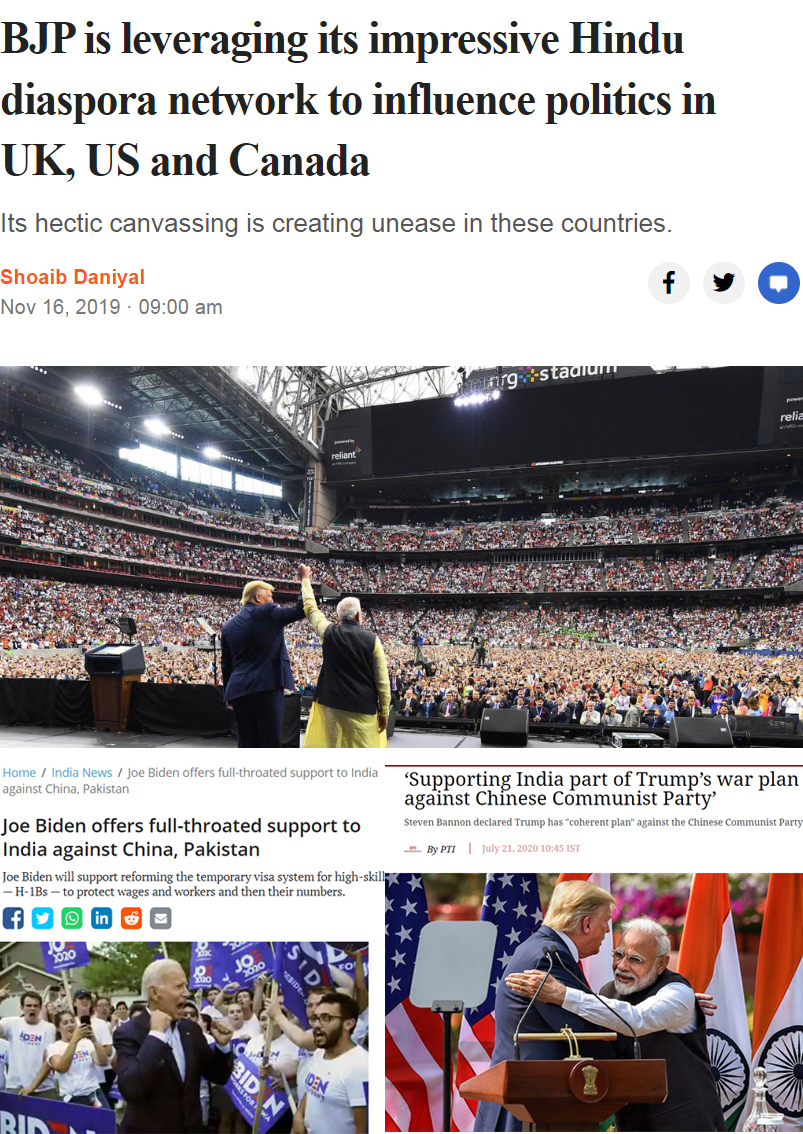 BJP is leveraging its impressive Hindu
diaspora network to influence politics in
UK, US and Canada
Its hectic canvassing is creating unease in these countries.
Shoaib Daniyal
Nov 16, 2019 · 09:00 am
nrg stadium
powered by
reliant
Home / India News / Joe Biden offers full-throated support to India
against China, Pakistan
Joe Biden offers full-throated support to
India against China, Pakistan
Joe Biden will support reforming the temporary visa system for high-skill
— H-1Bs — to protect wages and workers and then their numbers.
‘Supporting India part of Trump’s war plan
against Chinese Communist Party’
Steven Bannon declared Trump has "coherent plan" against the Chinese Communist Party
By PTI | July 21, 2020 10:45 IST
2020
BIDEN